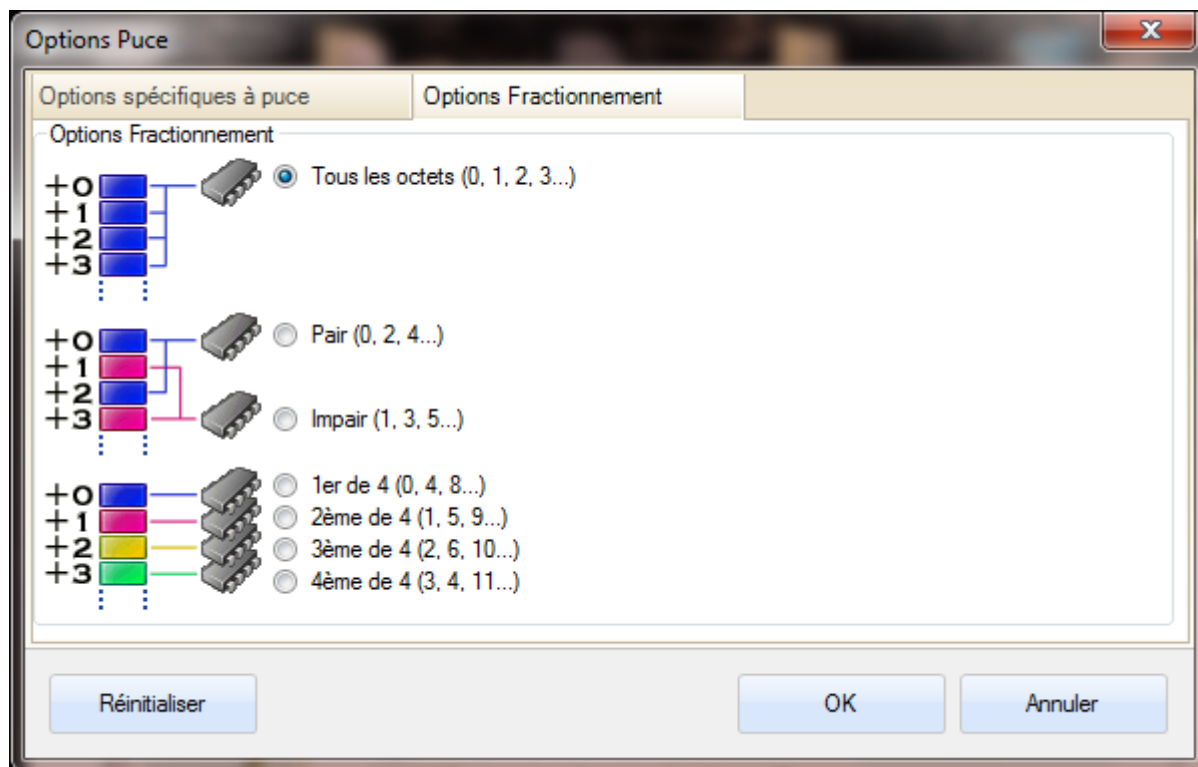 Options Puce
Options spécifiques à puce
Options Fractionnement
Options Fractionnement
+0
+1
+2
+3
Tous les octets (0, 1, 2, 3...)
+0
+1
+2
+3
Pair (0, 2, 4...)
Impair (1, 3, 5...)
+0
+1
+2
+3
1er de 4 (0, 4, 8...)
2ème de 4 (1, 5, 9...)
3ème de 4 (2, 6, 10...)
4ème de 4 (3, 4, 11...)
Réinitialiser
OK
Annuler